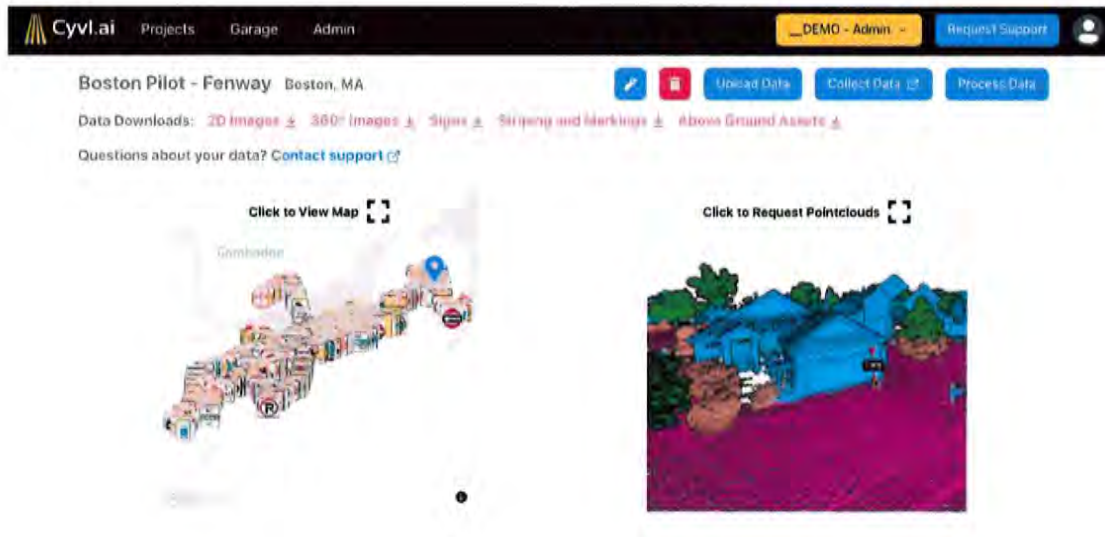 Cyvl.ai Projects Garage Admin __DEMO - Admin Request Support
Boston Pilot - Fenway Boston, MA Upload Data Collect Data Process Data
Data Downloads: 2D Images 360° Images Signs Striping and Markings Above Ground Assets
Questions about your data? Contact support
Click to View Map
Click to Request Pointclouds
Cambridge